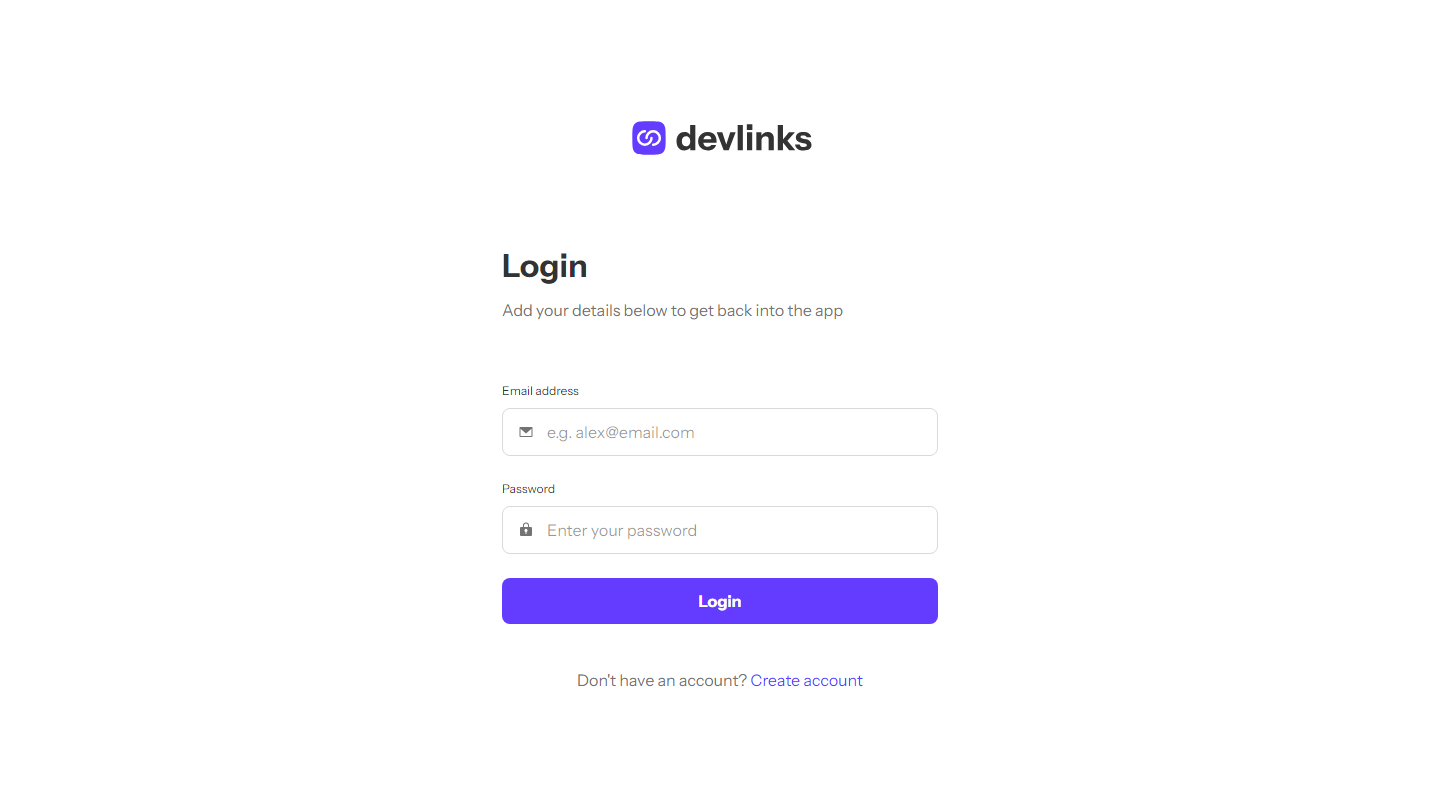 devlinks
Login
Add your details below to get back into the app
Email address
e.g. alex@email.com
Password
Enter your password
Login
Don't have an account? Create account